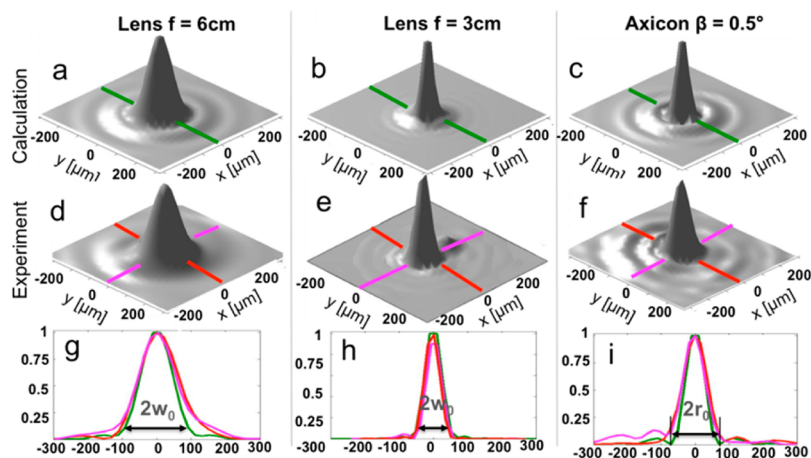 Lens f = 6cm
Lens f = 3cm
Axicon β = 0.5°
Calculation
a
b
c
-200
0
200
y [µm]
200
0
-200
x [µm]
-200
0
200
y [µm]
200
0
-200
x [µm]
-200
0
200
y [µm]
200
0
-200
x [µm]
Experiment
d
e
f
-200
0
200
y [µm]
200
0
-200
x [µm]
-200
0
200
y [µm]
200
0
-200
x [µm]
-200
0
200
y [µm]
200
0
-200
x [µm]
g
1
0.75
0.5
0.25
2w0
-300 -200 -100 0 100 200 300
h
1
0.75
0.5
0.25
2w0
-300 -200 -100 0 100 200 300
i
1
0.75
0.5
0.25
2r0
-300 -200 -100 0 100 200 300